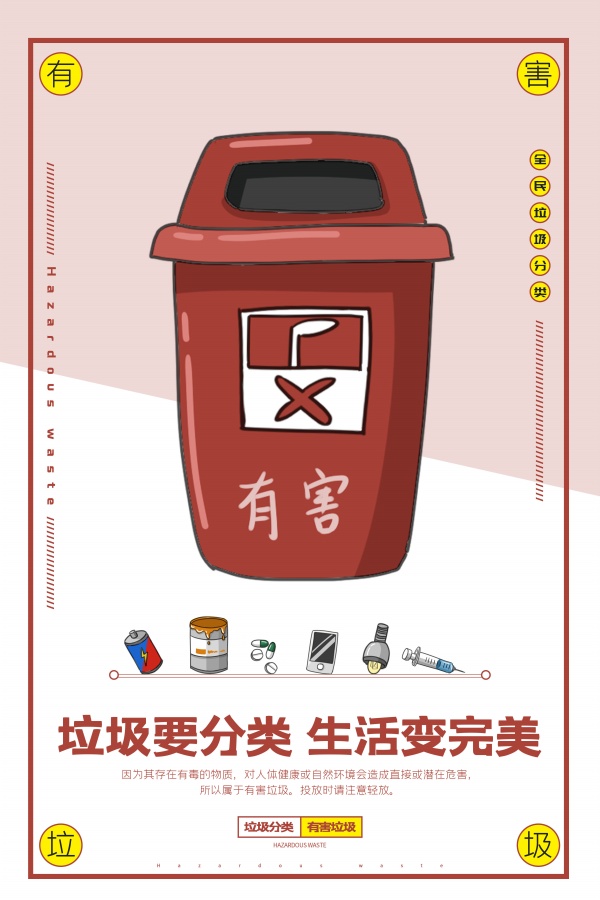 有
害
全民垃圾分类
Hazardous waste
有害
垃圾要分类 生活变完美
因为其存在有毒的物质，对人体健康或自然环境会造成直接或潜在危害，
所以属于有害垃圾。投放时请注意轻放。
垃圾分类 有害垃圾
HAZARDOUS WASTE
垃
圾
Hazardous waste